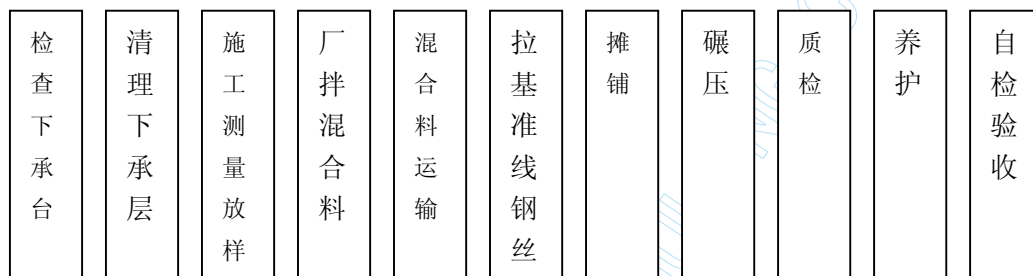 检查下承台
清理下承层
施工测量放样
厂拌混合料
混合料运输
拉基准线钢丝
摊铺
碾压
质检
养护
自检验收